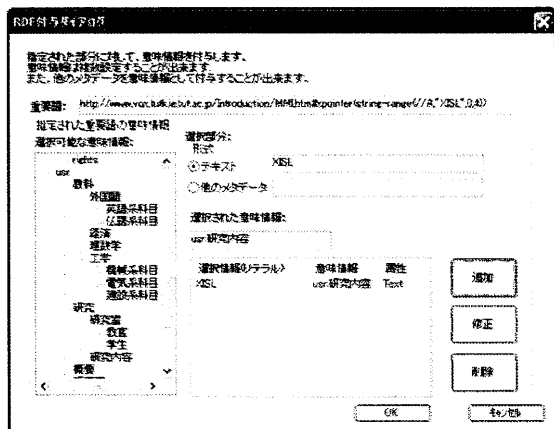 RDF付与ダイアログ
指定された部分に対して、意味情報を付与します。
意味情報は複数設定することが出来ます。
また、他のメタデータを意味情報として付与することが出来ます。
重要語:
指定された重要語の意味情報
選択可能な意味情報:
rights
usr
教科
外国語
英語系科目
仏語系科目
経済
理数学
工学
機械系科目
電気系科目
建設系科目
研究
研究室
教官
学生
研究内容
概要
選択部分:
形式
テキスト XISL
他のメタデータ
選択された意味情報:
usr:研究内容
選択情報(リテラル) 意味情報 属性
XISL usr:研究内容 Text
追加
修正
削除
OK キャンセル